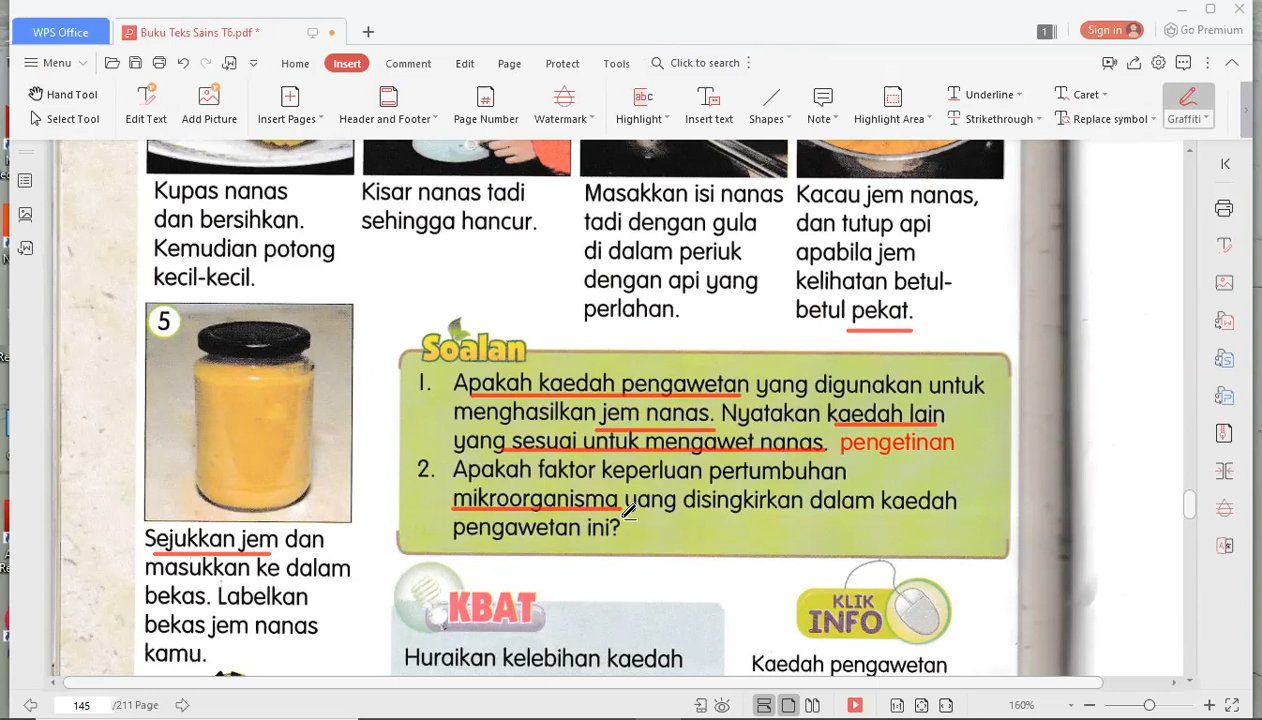 WPS Office
Buku Teks Sains T6.pdf *
1
Sign in
Go Premium
Menu
Home
Insert
Comment
Edit
Page
Protect
Tools
Click to search
Hand Tool
Select Tool
Edit Text
Add Picture
Insert Pages
Header and Footer
Page Number
Watermark
Highlight
Insert text
Shapes
Note
Highlight Area
Underline
Strikethrough
Caret
Replace symbol
Graffiti
Kupas nanas
dan bersihkan.
Kemudian potong
kecil-kecil.
Kisar nanas tadi
sehingga hancur.
Masakkan isi nanas
tadi dengan gula
di dalam periuk
dengan api yang
perlahan.
Kacau jem nanas,
dan tutup api
apabila jem
kelihatan betul-
betul pekat.
5
Sejukkan jem dan
masukkan ke dalam
bekas. Labelkan
bekas jem nanas
kamu.
Soalan
1. Apakah kaedah pengawetan yang digunakan untuk
menghasilkan jem nanas. Nyatakan kaedah lain
yang sesuai untuk mengawet nanas. pengetinan
2. Apakah faktor keperluan pertumbuhan
mikroorganisma yang disingkirkan dalam kaedah
pengawetan ini?
KBAT
Huraikan kelebihan kaedah
KLIK
INFO
Kaedah pengawetan
145 /211 Page
160%